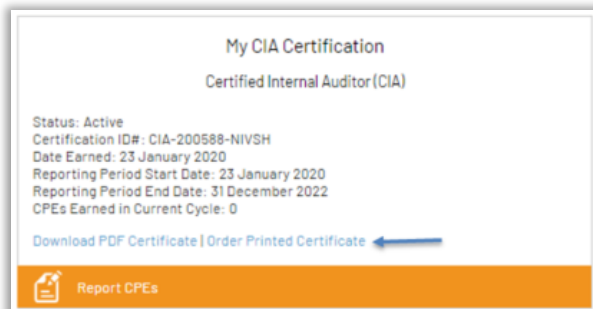 My CIA Certification
Certified Internal Auditor (CIA)
Status: Active
Certification ID#: CIA-200588-NIVSH
Date Earned: 23 January 2020
Reporting Period Start Date: 23 January 2020
Reporting Period End Date: 31 December 2022
CPEs Earned in Current Cycle: 0
Download PDF Certificate | Order Printed Certificate
Report CPEs